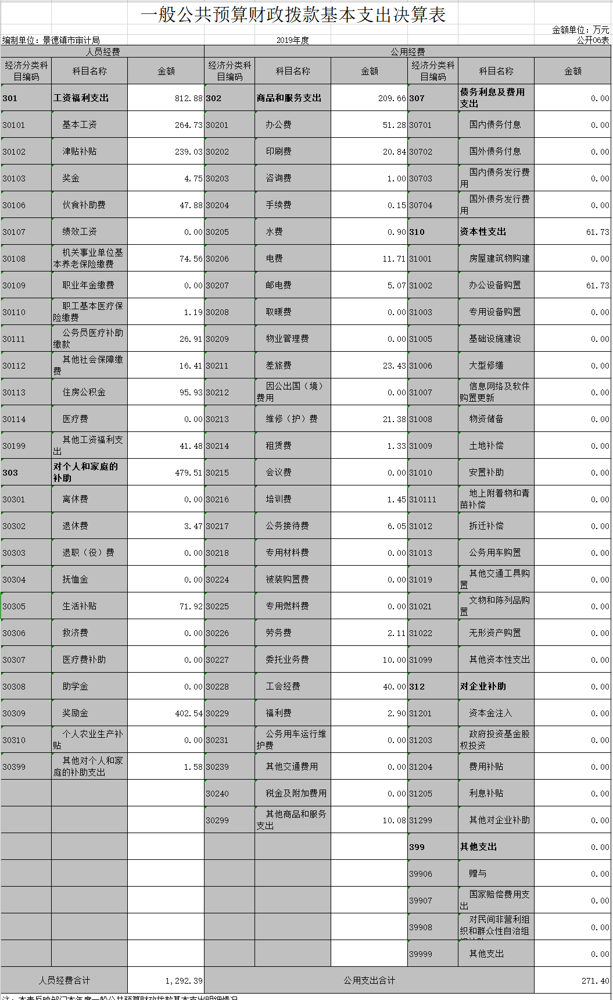 一般公共预算财政拨款基本支出决算表
金额单位：万元
编制单位：景德镇市审计局 2019年度 公开06表
人员经费 公用经费
经济分类科目编码 科目名称 金额 经济分类科目编码 科目名称 金额 经济分类科目编码 科目名称 金额
301 工资福利支出 812.88 302 商品和服务支出 209.66 307 债务利息及费用支出 0.00
30101 基本工资 264.73 30201 办公费 51.28 30701 国内债务付息 0.00
30102 津贴补贴 239.03 30202 印刷费 20.84 30702 国外债务付息 0.00
30103 奖金 4.75 30203 咨询费 1.00 30703 国内债务发行费用 0.00
30106 伙食补助费 47.88 30204 手续费 0.15 30704 国外债务发行费用 0.00
30107 绩效工资 0.00 30205 水费 0.90 310 资本性支出 61.73
30108 机关事业单位基本养老保险缴费 74.56 30206 电费 11.71 31001 房屋建筑物购建 0.00
30109 职业年金缴费 0.00 30207 邮电费 5.07 31002 办公设备购置 61.73
30110 职工基本医疗保险缴费 1.19 30208 取暖费 0.00 31003 专用设备购置 0.00
30111 公务员医疗补助缴款 26.91 30209 物业管理费 0.00 31005 基础设施建设 0.00
30112 其他社会保障缴费 16.41 30211 差旅费 23.43 31006 大型修缮 0.00
30113 住房公积金 95.93 30212 因公出国（境）费用 0.00 31007 信息网络及软件购置更新 0.00
30114 医疗费 0.00 30213 维修（护）费 21.38 31008 物资储备 0.00
30199 其他工资福利支出 41.48 30214 租赁费 1.33 31009 土地补偿 0.00
303 对个人和家庭的补助 479.51 30215 会议费 0.00 31010 安置补助 0.00
30301 离休费 0.00 30216 培训费 1.45 310111 地上附着物和青苗补偿 0.00
30302 退休费 3.47 30217 公务接待费 6.05 31012 拆迁补偿 0.00
30303 退职（役）费 0.00 30218 专用材料费 0.00 31013 公务用车购置 0.00
30304 抚恤金 0.00 30224 被装购置费 0.00 31019 其他交通工具购置 0.00
30305 生活补贴 71.92 30225 专用燃料费 0.00 31021 文物和陈列品购置 0.00
30306 救济费 0.00 30226 劳务费 2.11 31022 无形资产购置 0.00
30307 医疗费补助 0.00 30227 委托业务费 10.00 31099 其他资本性支出 0.00
30308 助学金 0.00 30228 工会经费 40.00 312 对企业补助 0.00
30309 奖励金 402.54 30229 福利费 2.90 31201 资本金注入 0.00
30310 个人农业生产补贴 0.00 30231 公务用车运行维护费 0.00 31203 政府投资基金股权投资 0.00
30399 其他对个人和家庭的补助支出 1.58 30239 其他交通费用 0.00 31204 费用补贴 0.00
30240 税金及附加费用 0.00 31205 利息补贴 0.00
30299 其他商品和服务支出 10.08 31299 其他对企业补助 0.00
399 其他支出 0.00
39906 赠与 0.00
39907 国家赔偿费用支出 0.00
39908 对民间非营利组织和群众性自治组 0.00
39999 其他支出 0.00
人员经费合计 1,292.39 公用支出合计 271.40
注：本表反映部门本年度一般公共预算财政拨款基本支出明细情况